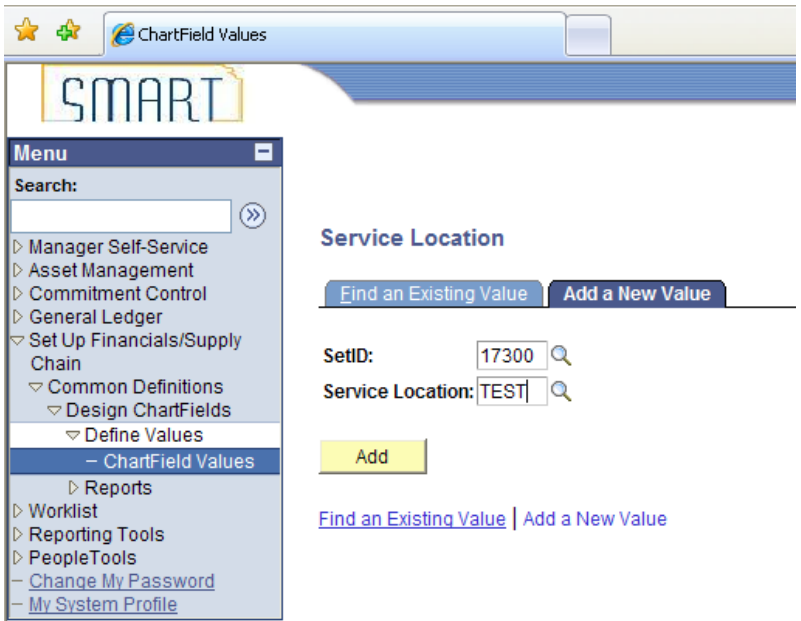 ChartField Values
SMART
Menu
Search:
Manager Self-Service
Asset Management
Commitment Control
General Ledger
Set Up Financials/Supply
Chain
Common Definitions
Design ChartFields
Define Values
– ChartField Values
Reports
Worklist
Reporting Tools
PeopleTools
– Change My Password
– My System Profile
Service Location
Find an Existing Value
Add a New Value
SetID: 17300
Service Location: TEST
Add
Find an Existing Value | Add a New Value